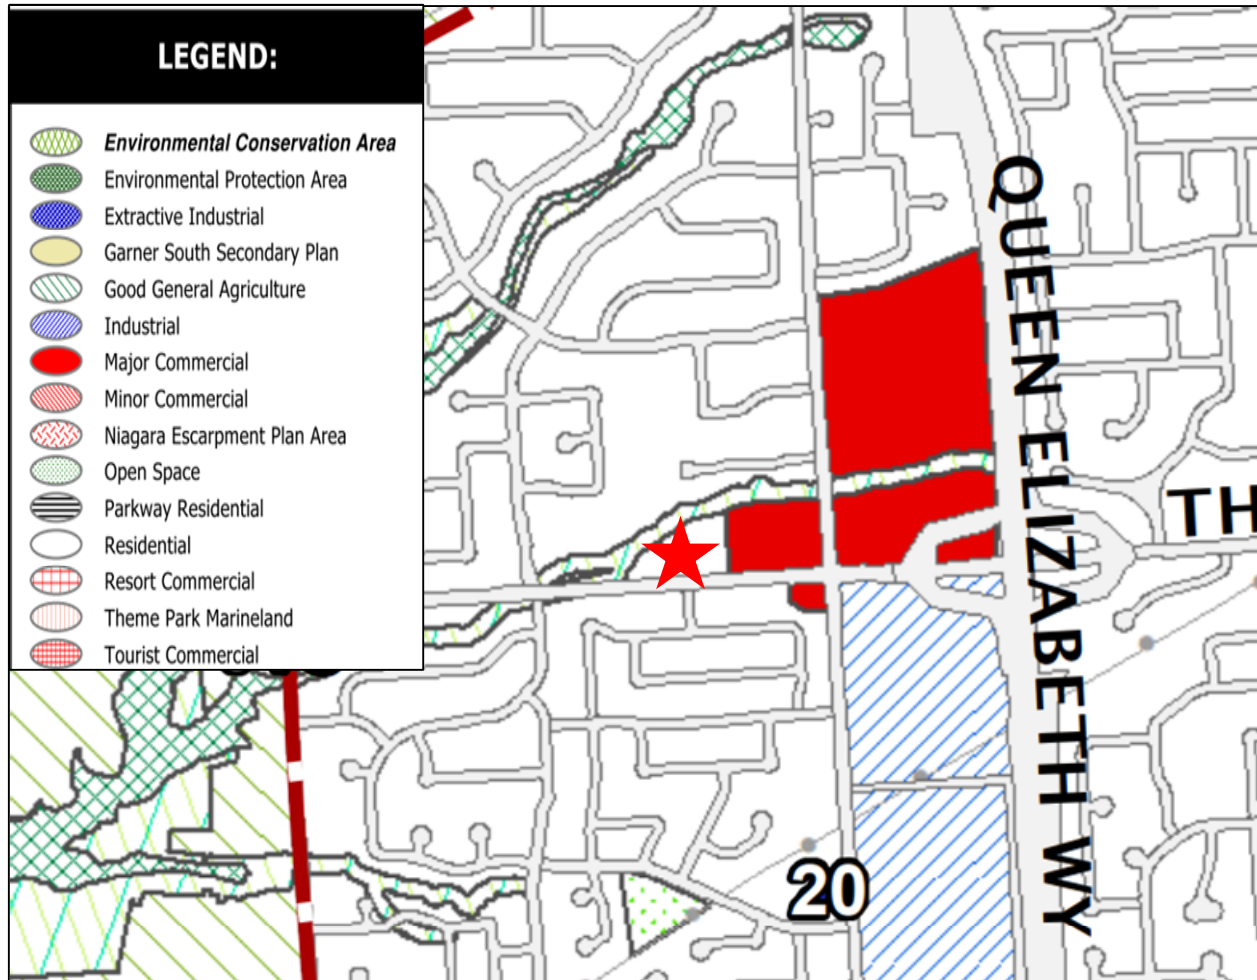 LEGEND:
Environmental Conservation Area
Environmental Protection Area
Extractive Industrial
Garner South Secondary Plan
Good General Agriculture
Industrial
Major Commercial
Minor Commercial
Niagara Escarpment Plan Area
Open Space
Parkway Residential
Residential
Resort Commercial
Theme Park Marineland
Tourist Commercial
QUEEN ELIZABETH WY
TH
20